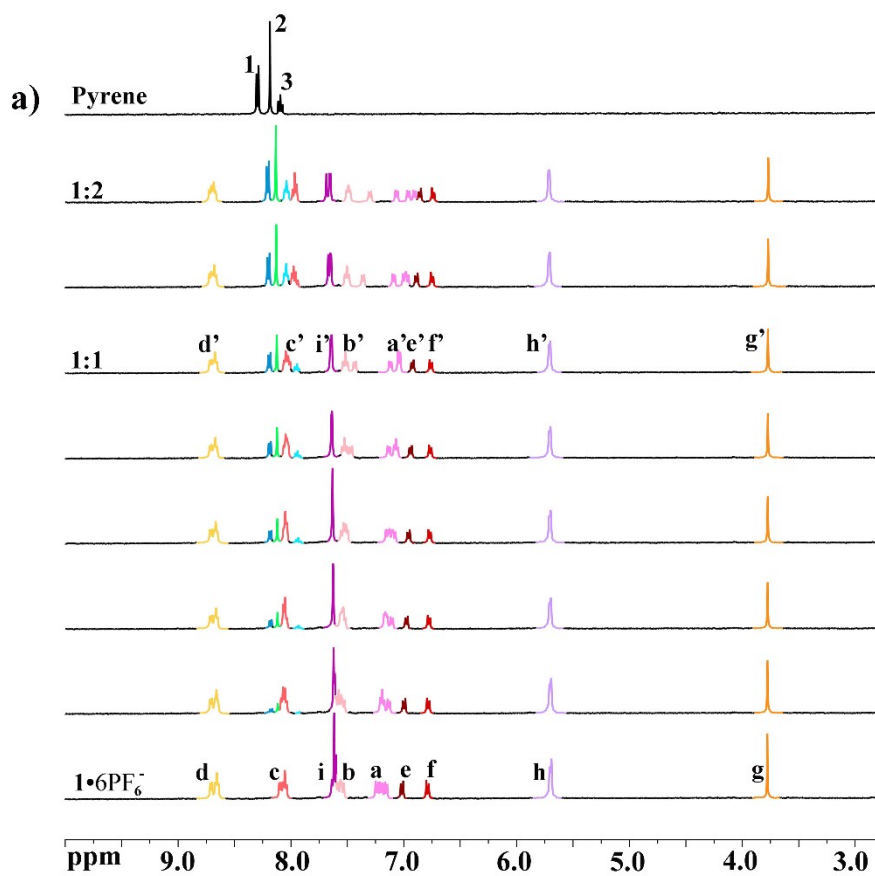 2
1
3
a)
Pyrene
1:2
1:1
d’ c’ i’ b’ a’ e’ f’ h’ g’
1•6PF₆⁻
d c i b a e f h g
ppm 9.0 8.0 7.0 6.0 5.0 4.0 3.0